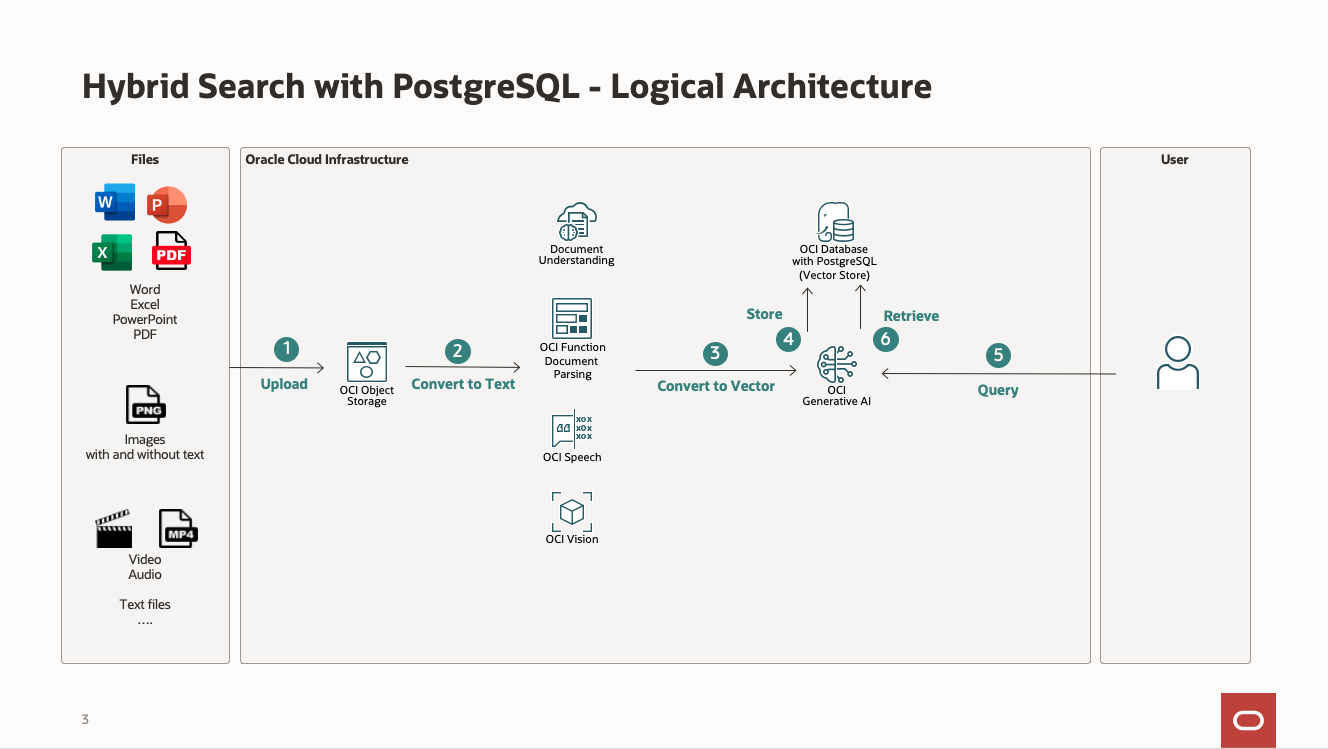 Hybrid Search with PostgreSQL - Logical Architecture
Files
W
P
X
PDF
Word
Excel
PowerPoint
PDF
PNG
Images
with and without text
MP4
Video
Audio
Text files
....
Oracle Cloud Infrastructure
1
Upload
OCI Object
Storage
2
Convert to Text
Document
Understanding
OCI Function
Document
Parsing
xox
xox
xox
OCI Speech
OCI Vision
3
Convert to Vector
OCI Database
with PostgreSQL
(Vector Store)
Store
4
Retrieve
6
OCI
Generative AI
5
Query
User
3